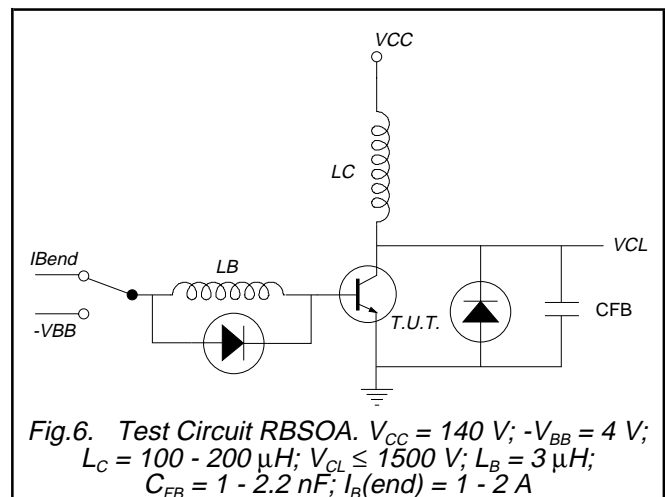 VCC
LC
IBend
LB
VCL
-VBB
T.U.T.
CFB
Fig.6. Test Circuit RBSOA. VCC = 140 V; -VBB = 4 V;
LC = 100 - 200 μH; VCL ≤ 1500 V; LB = 3 μH;
CFB = 1 - 2.2 nF; IB(end) = 1 - 2 A